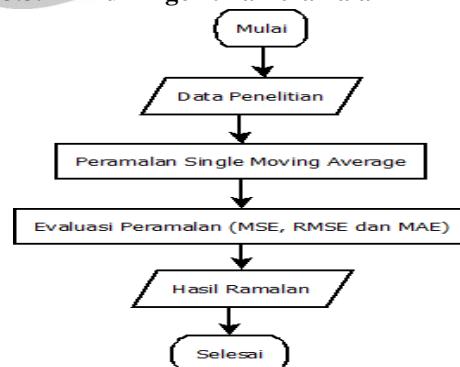 Mulai
Data Penelitian
Peramalan Single Moving Average
Evaluasi Peramalan (MSE, RMSE dan MAE)
Hasil Ramalan
Selesai